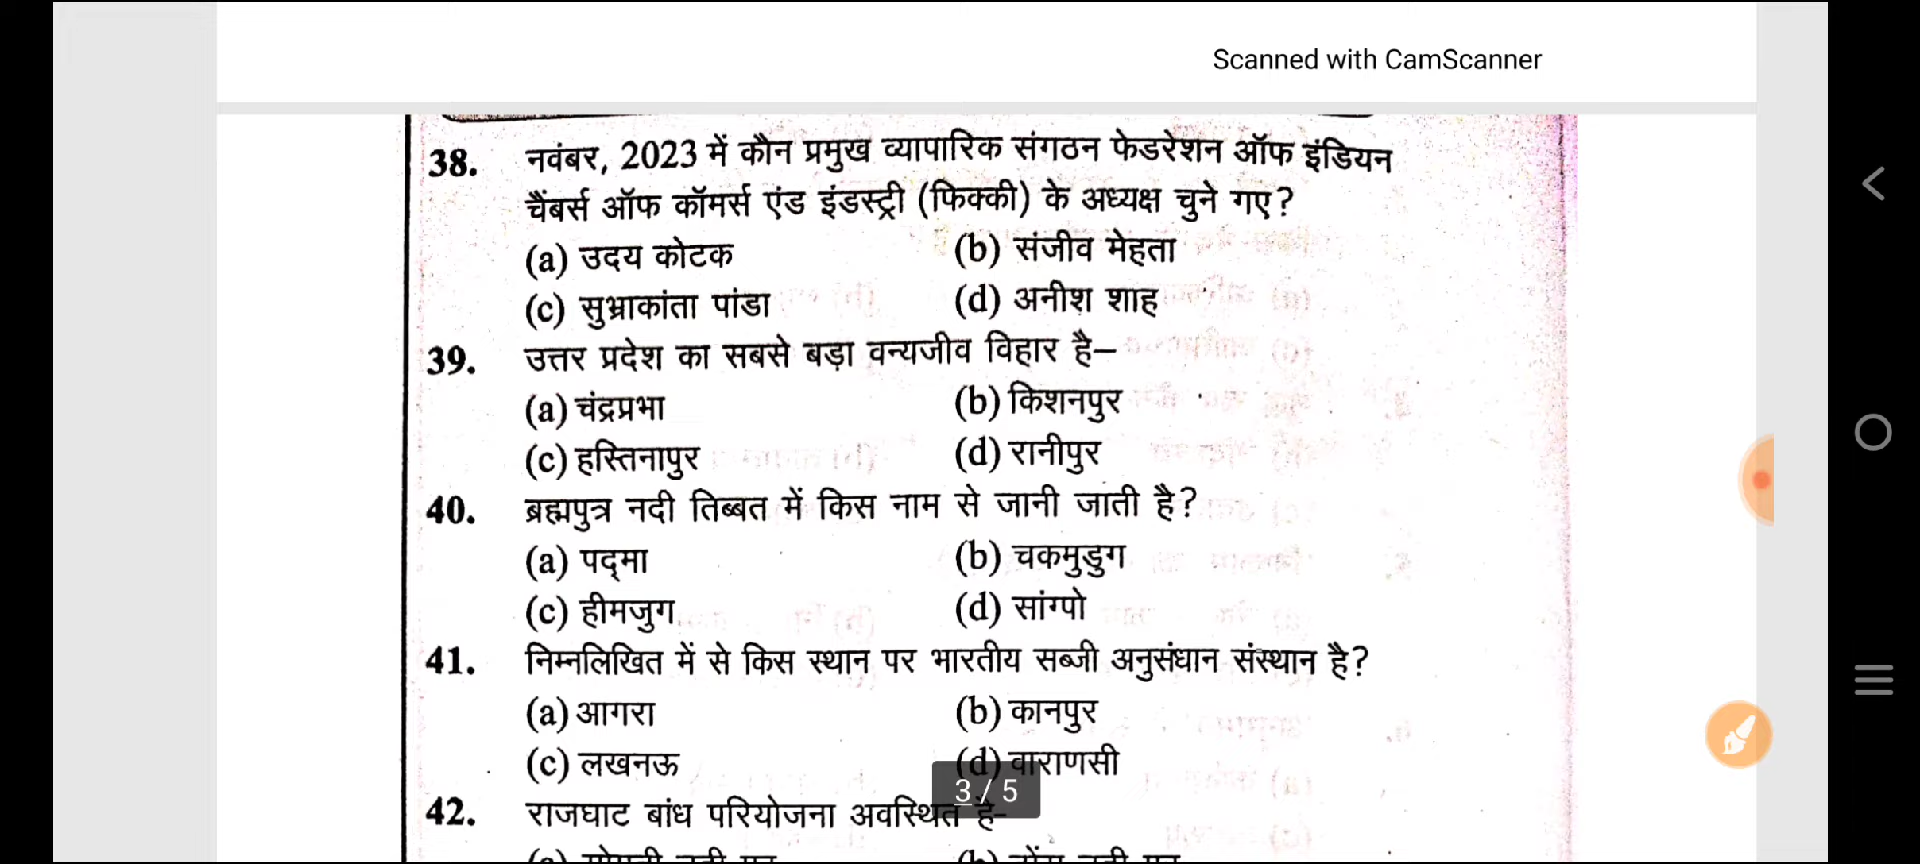 Scanned with CamScanner
38. नवंबर, 2023 में कौन प्रमुख व्यापारिक संगठन फेडरेशन ऑफ इंडियन
चैंबर्स ऑफ कॉमर्स एंड इंडस्ट्री (फिक्की) के अध्यक्ष चुने गए?
(a) उदय कोटक (b) संजीव मेहता
(c) सुभ्राकांता पांडा (d) अनीश शाह
39. उत्तर प्रदेश का सबसे बड़ा वन्यजीव विहार है–
(a) चंद्रप्रभा (b) किशनपुर
(c) हस्तिनापुर (d) रानीपुर
40. ब्रह्मपुत्र नदी तिब्बत में किस नाम से जानी जाती है?
(a) पद्मा (b) चकमुडुग
(c) हीमजुग (d) सांग्पो
41. निम्नलिखित में से किस स्थान पर भारतीय सब्जी अनुसंधान संस्थान है?
(a) आगरा (b) कानपुर
(c) लखनऊ (d) वाराणसी
3 / 5
42. राजघाट बांध परियोजना अवस्थित है–